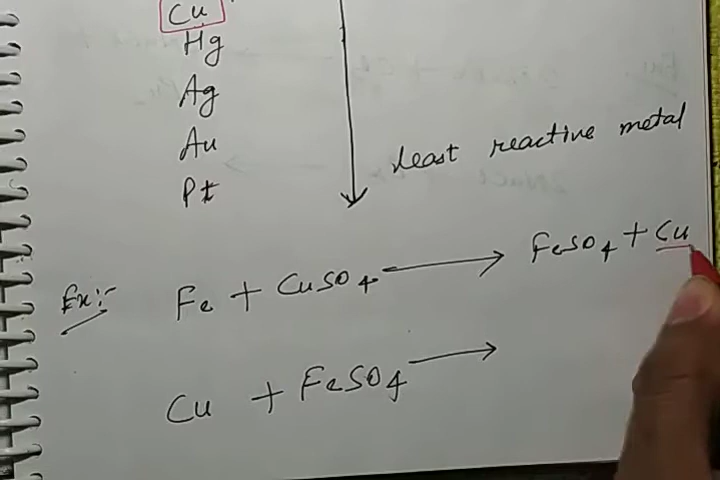 Cu
Hg
Ag
Au
Pt
Least reactive metal
Ex:- Fe + CuSO4 → FeSO4 + Cu
Cu + FeSO4 →